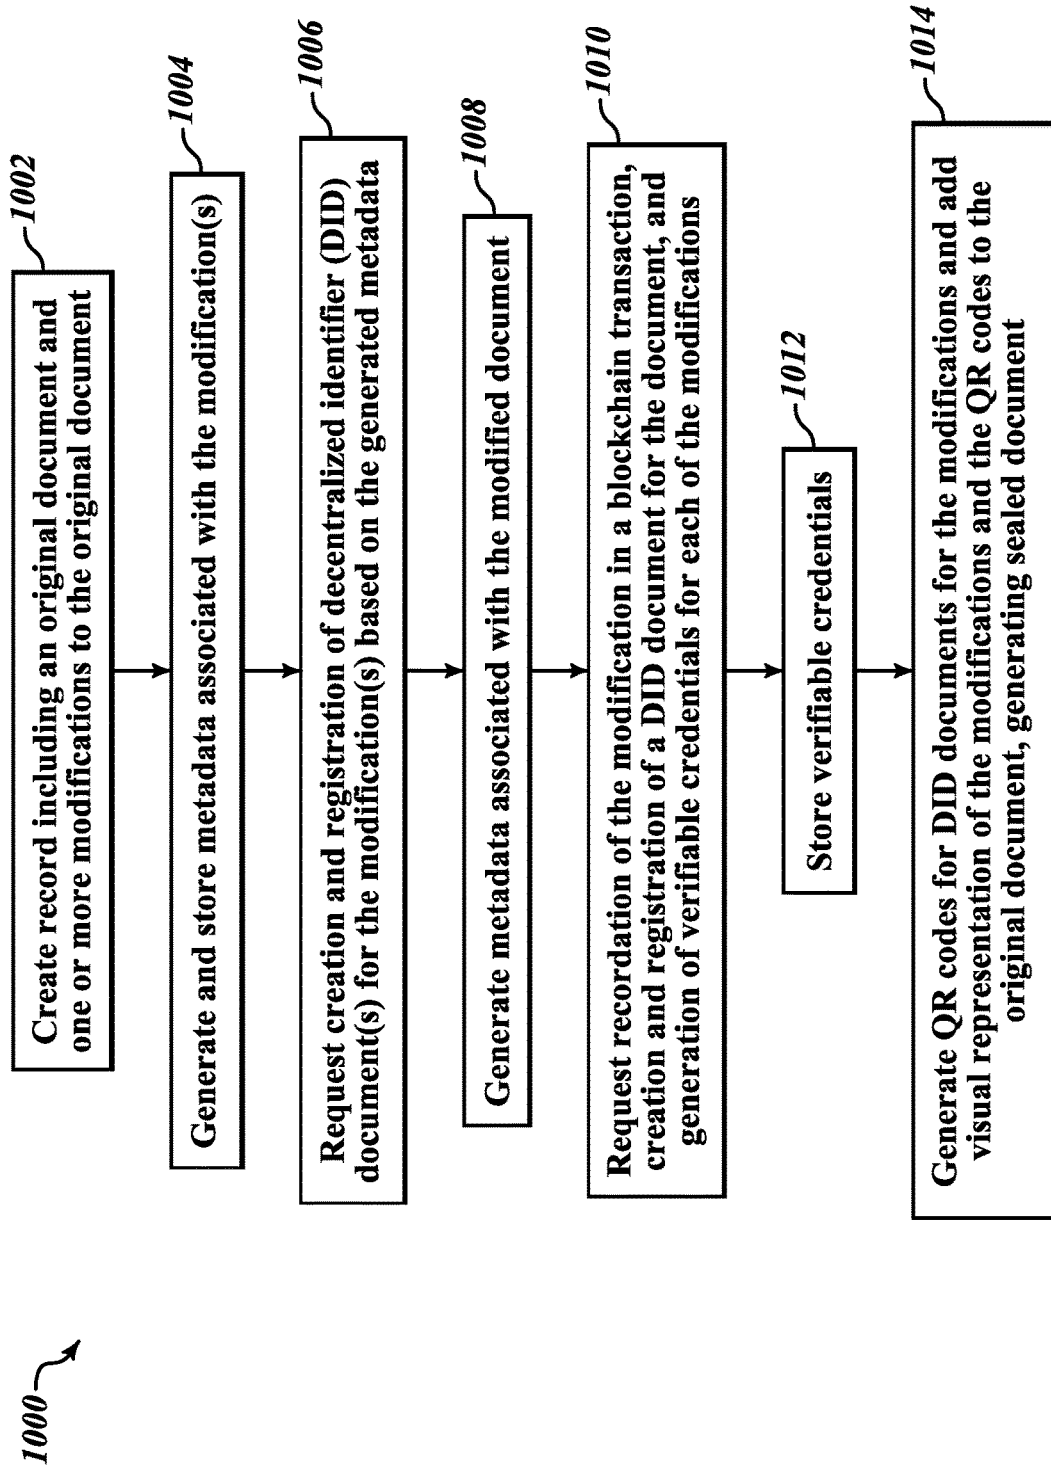 1000
1002
Create record including an original document and
one or more modifications to the original document
1004
Generate and store metadata associated with the modification(s)
1006
Request creation and registration of decentralized identifier (DID)
document(s) for the modification(s) based on the generated metadata
1008
Generate metadata associated with the modified document
1010
Request recordation of the modification in a blockchain transaction,
creation and registration of a DID document for the document, and
generation of verifiable credentials for each of the modifications
1012
Store verifiable credentials
1014
Generate QR codes for DID documents for the modifications and add
visual representation of the modifications and the QR codes to the
original document, generating sealed document